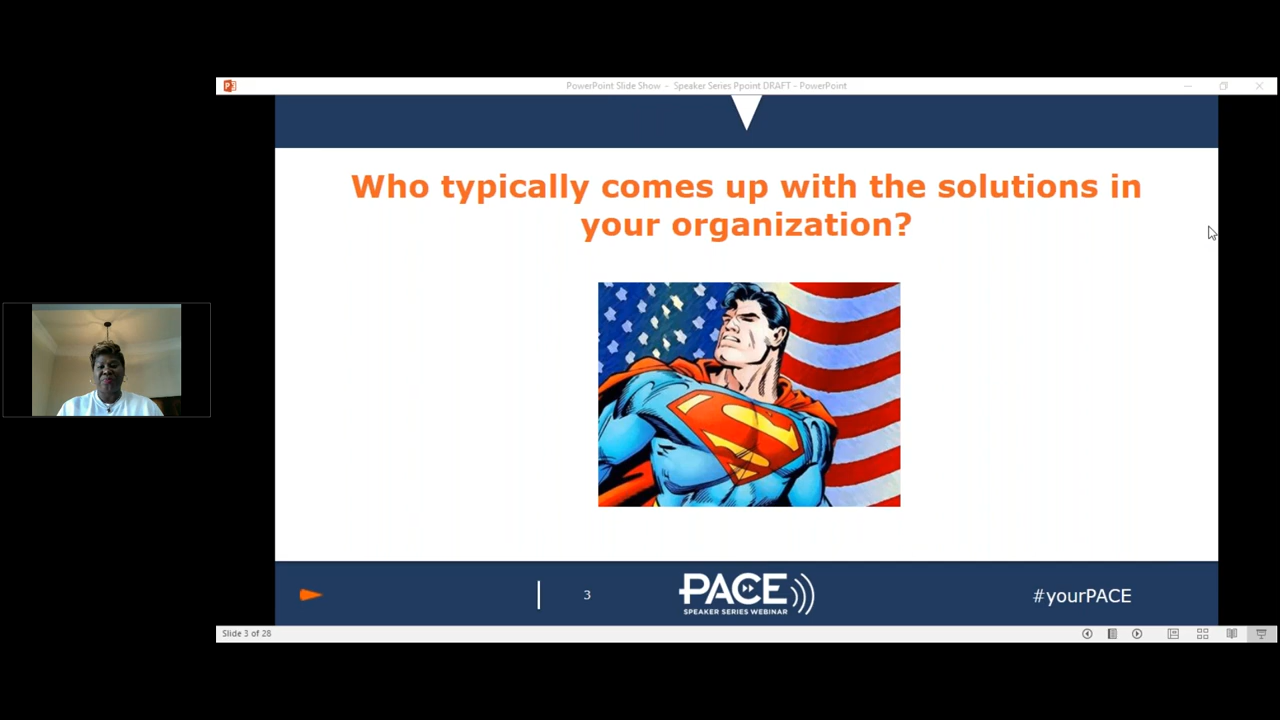 PowerPoint Slide Show - Speaker Series Ppoint DRAFT - PowerPoint
Who typically comes up with the solutions in
your organization?
S
3
PACE
SPEAKER SERIES WEBINAR
#yourPACE
Slide 3 of 28